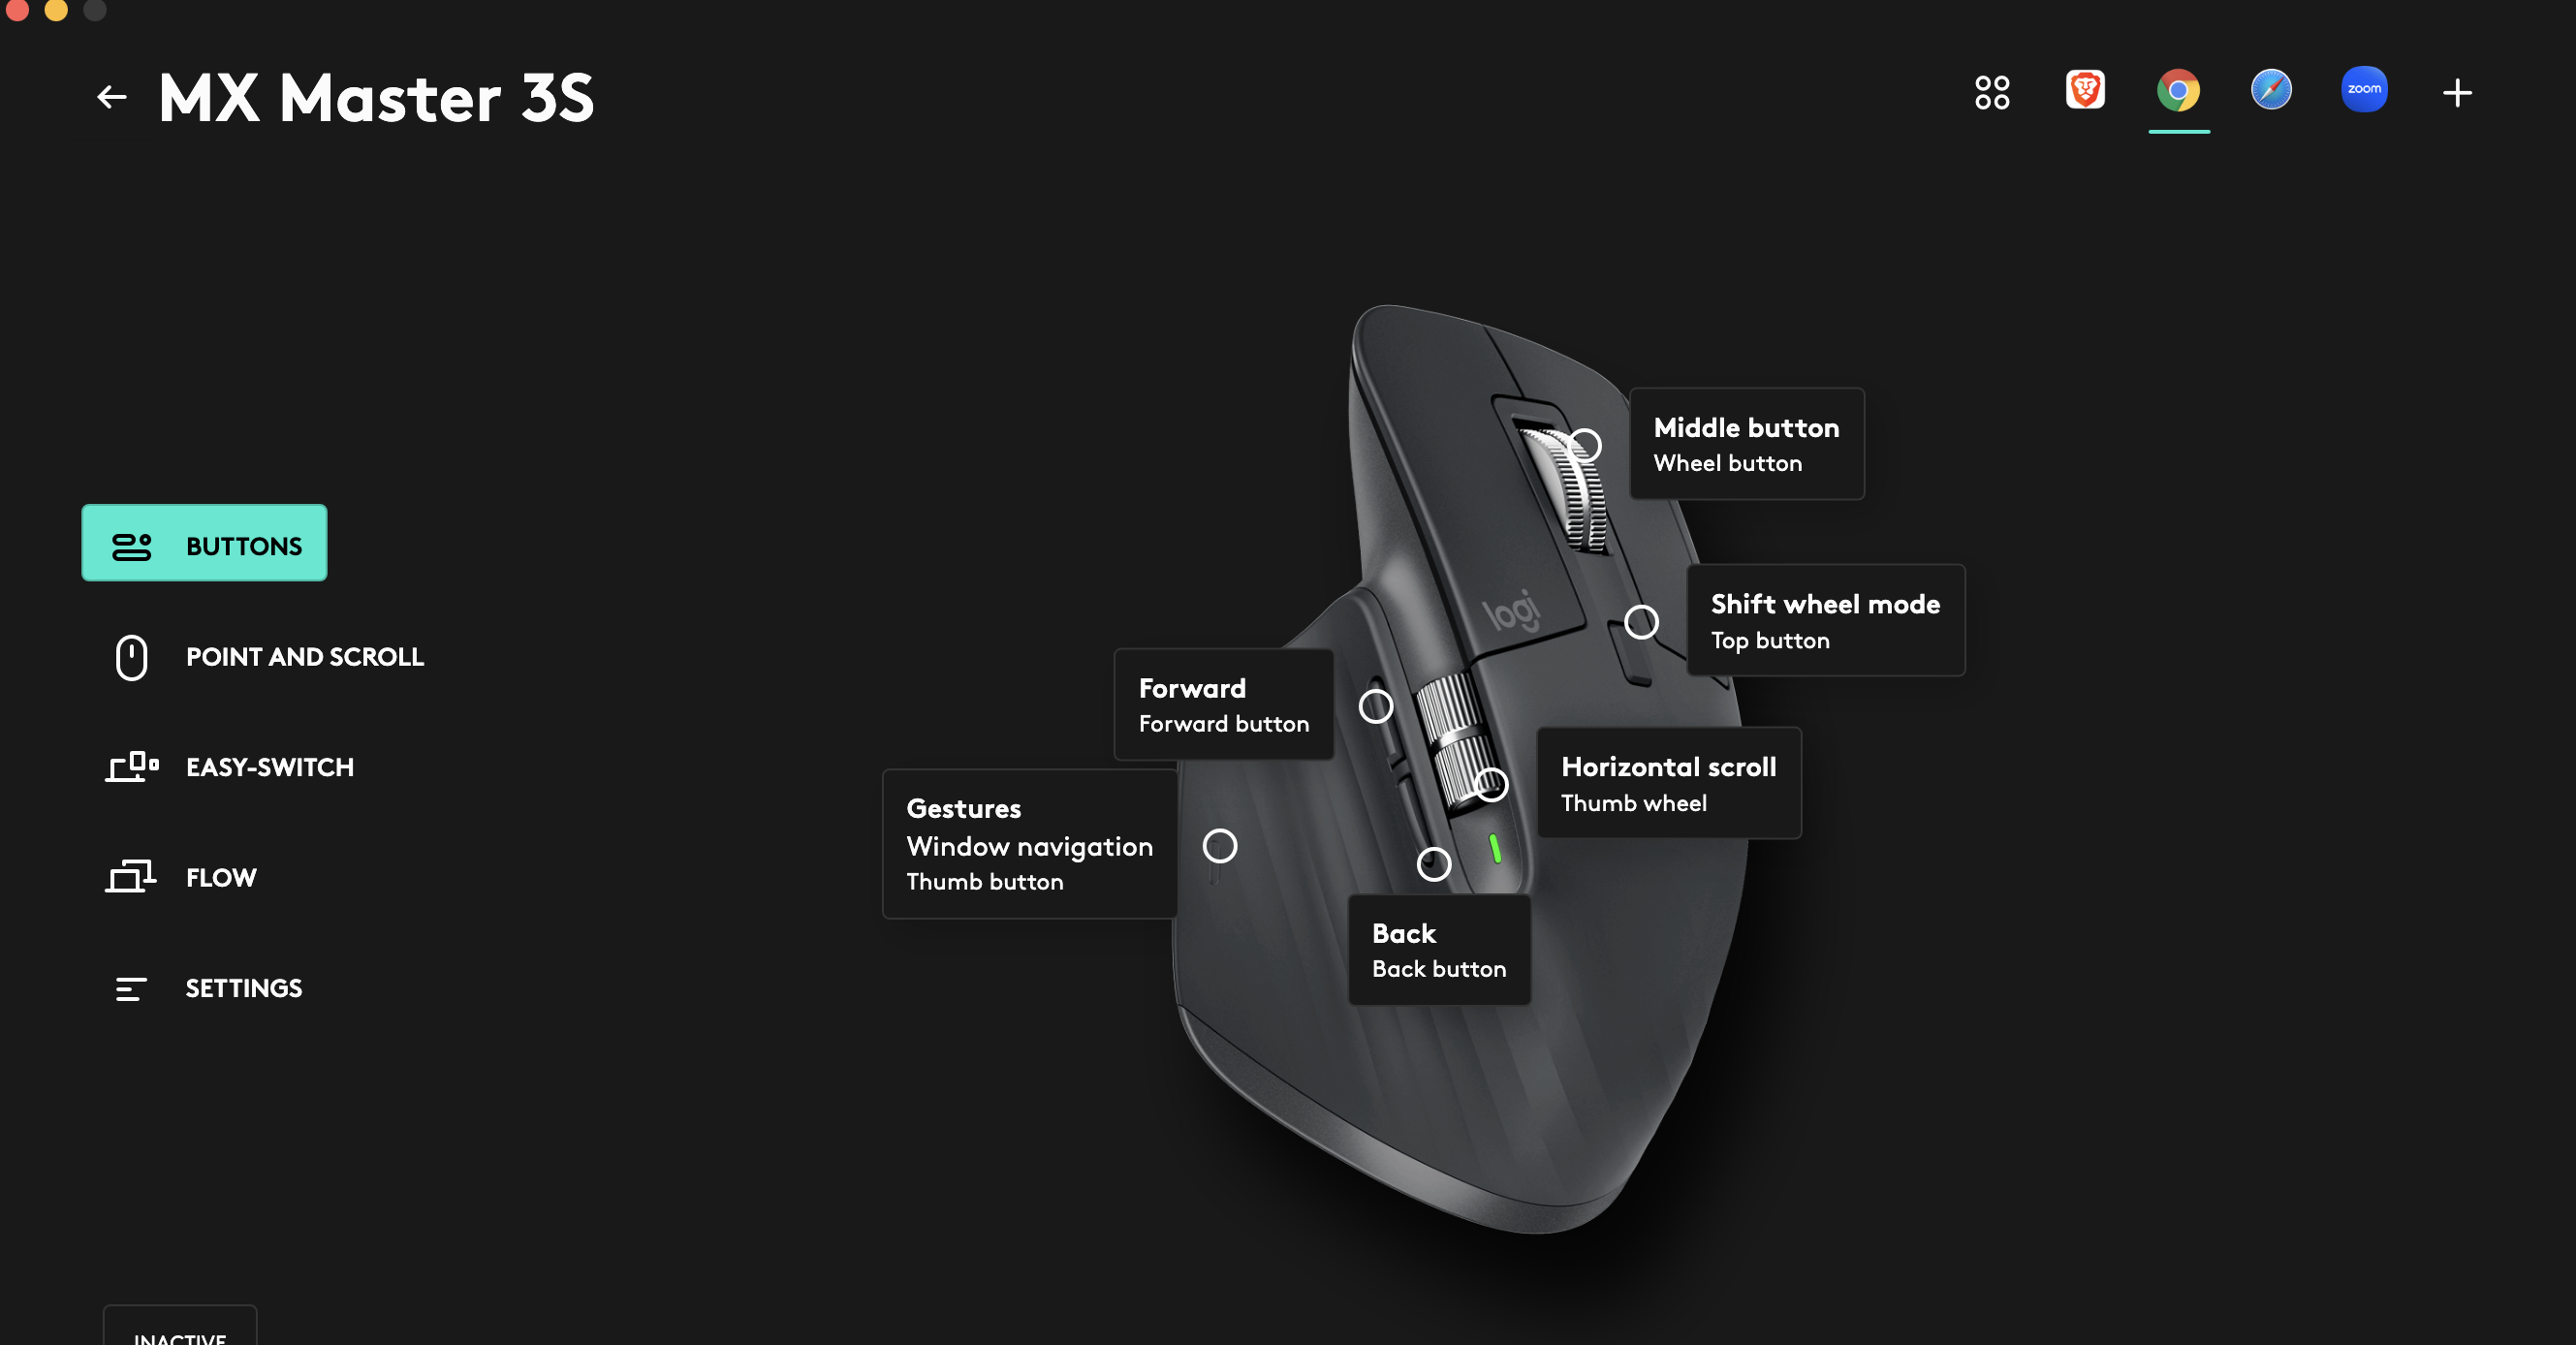 MX Master 3S
zoom
BUTTONS
POINT AND SCROLL
EASY-SWITCH
FLOW
SETTINGS
Middle button
Wheel button
Shift wheel mode
Top button
logi
Forward
Forward button
Horizontal scroll
Thumb wheel
Gestures
Window navigation
Thumb button
Back
Back button
INACTIVE